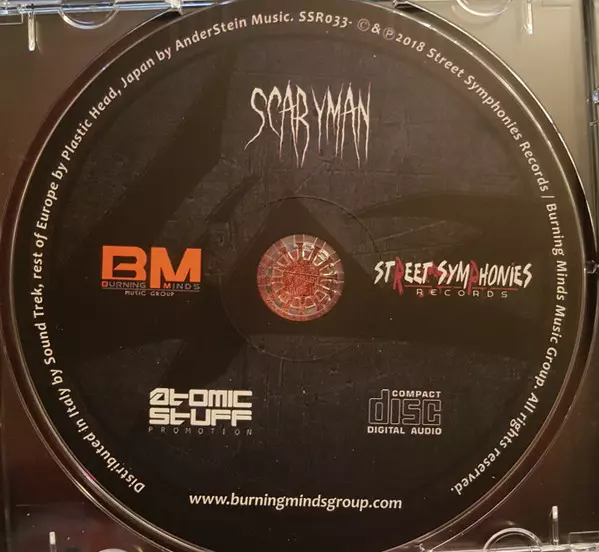 Distributed in Italy by Sound Trek, rest of Europe by Plastic Head, Japan by AnderStein Music. SSR033- ©&℗2018 Street Symphonies Records / Burning Minds Music Group. All rights reserved.
SCARYMAN
BM
BURNING MINDS
MUSIC GROUP
STREET SYMPHONIES
RECORDS
ATOMIC
STUFF
PROMOTION
COMPACT
disc
DIGITAL AUDIO
www.burningmindsgroup.com